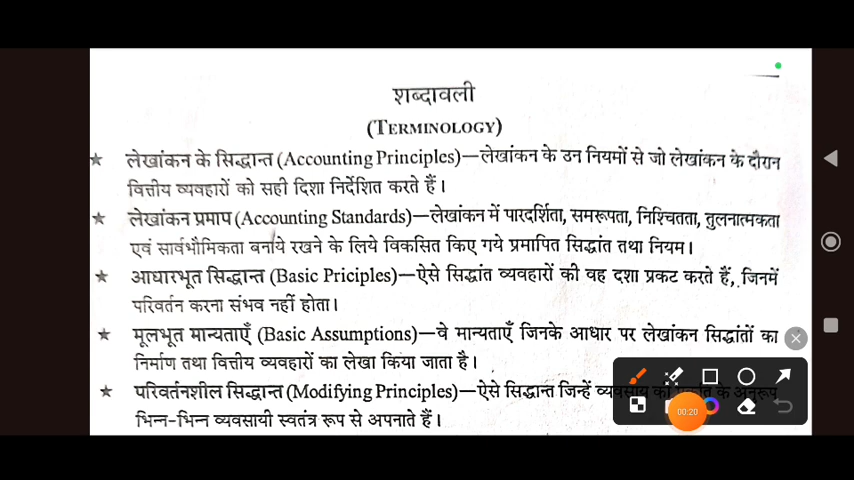 शब्दावली
(TERMINOLOGY)
★ लेखांकन के सिद्धान्त (Accounting Principles)—लेखांकन के उन नियमों से जो लेखांकन के दौरान
वित्तीय व्यवहारों को सही दिशा निर्देशित करते हैं।
★ लेखांकन प्रमाप (Accounting Standards)—लेखांकन में पारदर्शिता, समरूपता, निश्चितता, तुलनात्मकता
एवं सार्वभौमिकता बनाये रखने के लिये विकसित किए गये प्रमापित सिद्धांत तथा नियम।
★ आधारभूत सिद्धान्त (Basic Priciples)—ऐसे सिद्धांत व्यवहारों की वह दशा प्रकट करते हैं, जिनमें
परिवर्तन करना संभव नहीं होता।
★ मूलभूत मान्यताएँ (Basic Assumptions)—वे मान्यताएँ जिनके आधार पर लेखांकन सिद्धांतों का
निर्माण तथा वित्तीय व्यवहारों का लेखा किया जाता है।
★ परिवर्तनशील सिद्धान्त (Modifying Principles)—ऐसे सिद्धान्त जिन्हें व्यवसाय की के अनुरूप
भिन्न-भिन्न व्यवसायी स्वतंत्र रूप से अपनाते हैं।
00:20